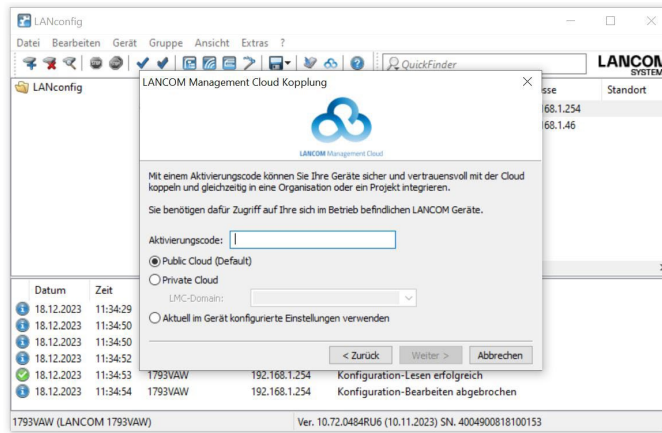 LANconfig
Datei Bearbeiten Gerät Gruppe Ansicht Extras ?
QuickFinder
LANCOM
SYSTEM
LANconfig
LANCOM Management Cloud Kopplung
sse Standort
68.1.254
68.1.46
LANCOM Management Cloud
Mit einem Aktivierungscode können Sie Ihre Geräte sicher und vertrauensvoll mit der Cloud
koppeln und gleichzeitig in eine Organisation oder ein Projekt integrieren.
Sie benötigen dafür Zugriff auf Ihre sich im Betrieb befindlichen LANCOM Geräte.
Aktivierungscode:
Public Cloud (Default)
Private Cloud
LMC-Domain:
Aktuell im Gerät konfigurierte Einstellungen verwenden
< Zurück Weiter > Abbrechen
Datum Zeit
18.12.2023 11:34:29
18.12.2023 11:34:50
18.12.2023 11:34:50
18.12.2023 11:34:52
18.12.2023 11:34:53 1793VAW 192.168.1.254 Konfiguration-Lesen erfolgreich
18.12.2023 11:34:54 1793VAW 192.168.1.254 Konfiguration-Bearbeiten abgebrochen
1793VAW (LANCOM 1793VAW) Ver. 10.72.0484RU6 (10.11.2023) SN. 4004900818100153